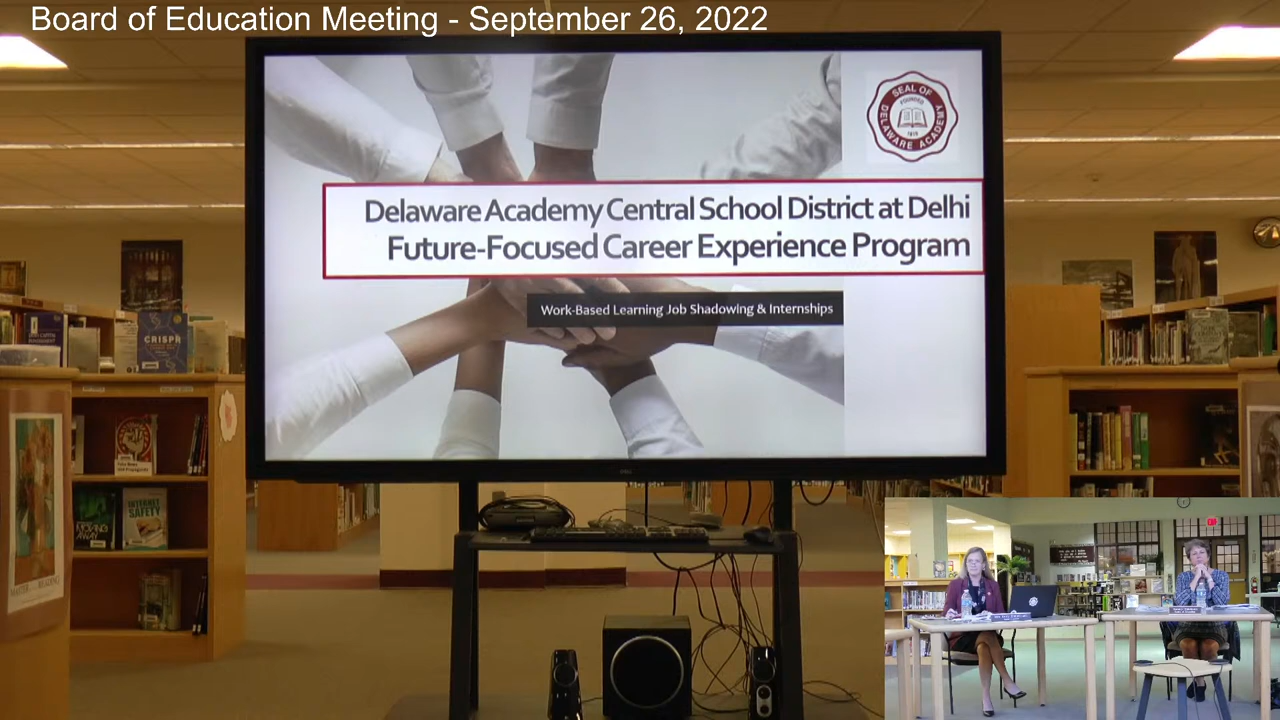 Board of Education Meeting - September 26, 2022
SEAL OF
DELAWARE ACADEMY
FOUNDED
Delaware Academy Central School District at Delhi
Future-Focused Career Experience Program
Work-Based Learning Job Shadowing & Internships
CRISPR
INTERNET
SAFETY